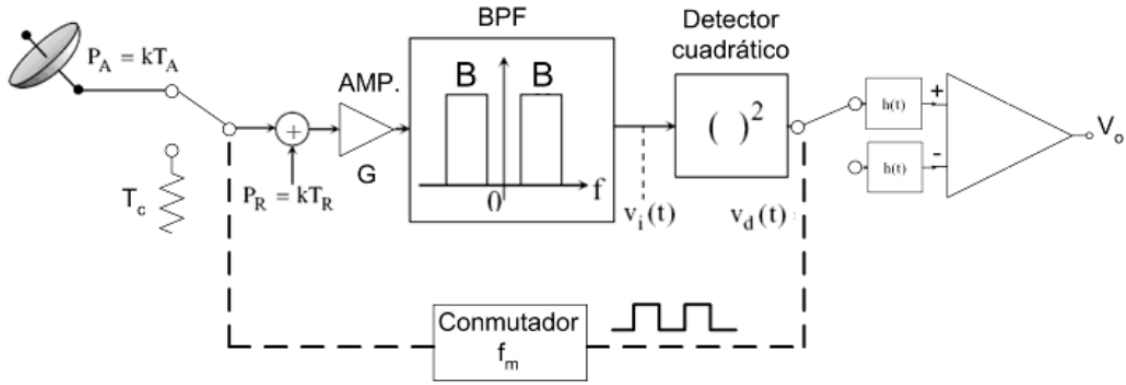 BPF
Detector
cuadrático
P_A = kT_A
AMP.
B B
h(t)
+
( )²
+
V_o
G
T_c
P_R = kT_R
0
f
-
h(t)
v_i(t)
v_d(t)
Conmutador
f_m